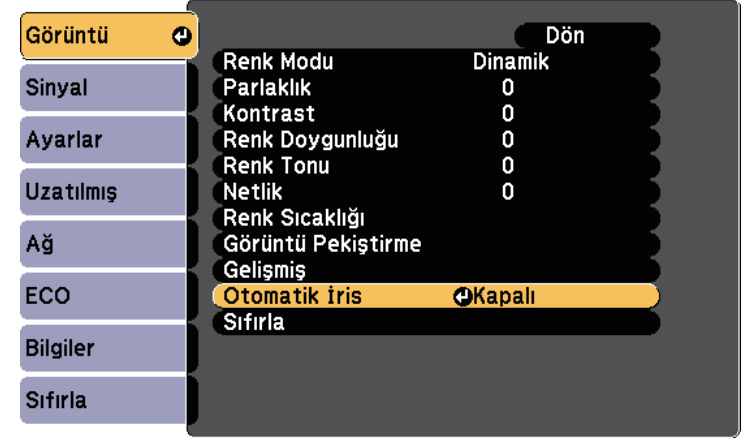 Görüntü
Sinyal
Ayarlar
Uzatılmış
Ağ
ECO
Bilgiler
Sıfırla
Dön
Renk Modu Dinamik
Parlaklık 0
Kontrast 0
Renk Doygunluğu 0
Renk Tonu 0
Netlik 0
Renk Sıcaklığı
Görüntü Pekiştirme
Gelişmiş
Otomatik İris Kapalı
Sıfırla